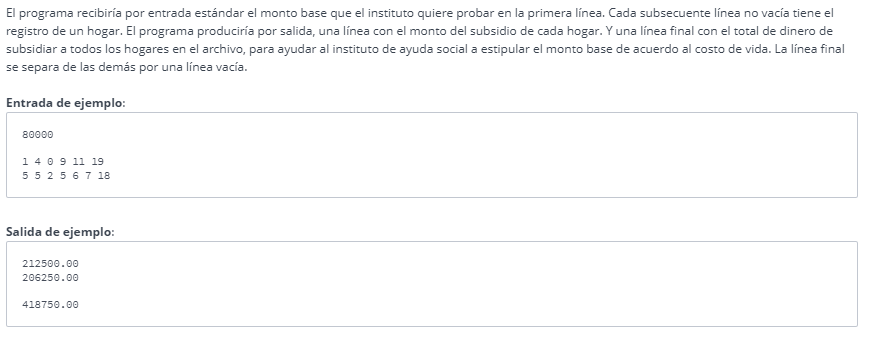 El programa recibiría por entrada estándar el monto base que el instituto quiere probar en la primera línea. Cada subsecuente línea no vacía tiene el
registro de un hogar. El programa produciría por salida, una línea con el monto del subsidio de cada hogar. Y una línea final con el total de dinero de
subsidiar a todos los hogares en el archivo, para ayudar al instituto de ayuda social a estipular el monto base de acuerdo al costo de vida. La línea final
se separa de las demás por una línea vacía.
Entrada de ejemplo:
80000
1 4 0 9 11 19
5 5 2 5 6 7 18
Salida de ejemplo:
212500.00
206250.00
418750.00